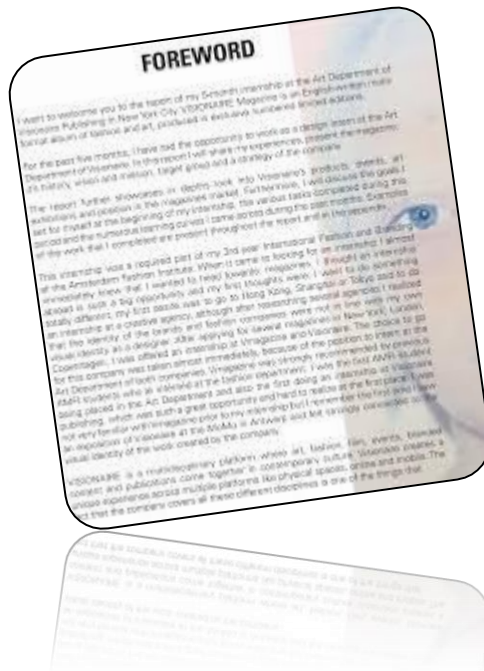 FOREWORD
I want to welcome you to the report of my 5-month internship at the Art Department of
Visionaire Publishing in New York City. VISIONAIRE Magazine is an English-written multi-
format album of fashion and art, produced in exclusive numbered limited editions.
For the past five months, I have had the opportunity to work as a design intern at the Art
Department of Visionaire. In this report I will share my experiences, present the magazine,
it's history, vision and mission, target group and a strategy of the company.
The report further showcases in depths look into Visionaire's products, events, art
exhibitions, and position in the magazines market. Furthermore, I will discuss the goals I
set for myself at the beginning of my internship, the various tasks completed during this
period and the numerous learning curves I came across during the past months. Examples
of the work that I completed are present throughout the report and in the
This internship was a required part of my 3rd year International Fashion and Branding
at the Amsterdam Fashion Institute. When it came to looking for an internship I almost
immediately knew that I wanted to head towards magazines. I thought an internship
abroad is such a big opportunity, and my first thoughts were: I want to do something
totally different, my first desire was to go to Hong Kong, Shanghai or Tokyo and to do
an internship at a creative agency, although after researching several agencies I realized
that the identity of the brands and fashion magazines were not in line with my own
visual identity as a designer. After applying for several magazines in New York, London,
Copenhagen, I was offered an internship at Vmagazine and Visionaire. The choice to go
for this company was taken almost immediately, because of the position to intern in the
Art Department of both companies. Vmagazine was strongly recommended by previous
AMFI students who all interned at the fashion department. I was the first AMFI student
being placed in the Art Department and also the first doing an internship at Visionaire
publishing, which was such a great opportunity and hard to realize at the first place. I was
not very familiar with Vmagazine prior to my internship but I
an exposition of Visionaire at the MoMu in Antwerp and felt strongly connected to the
visual identity of the work created by the company.
VISIONAIRE is a multidisciplinary platform where art, fashion, film, events, branded
content and publications come together in contemporary culture. Visionaire creates a
unique experience across multiple platforms like physical spaces, online and mobile. The
fact that the company covers all these different disciplines is one of the things that